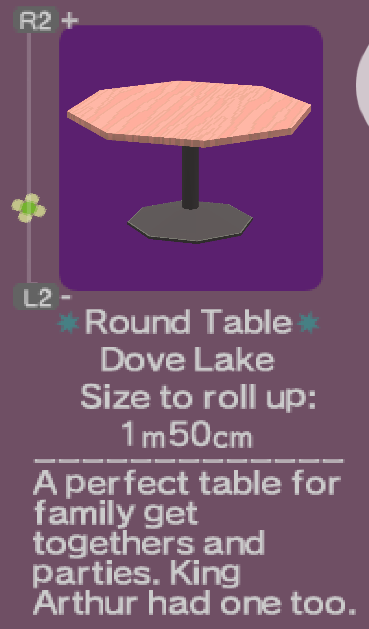 R2 +
L2 -
Round Table
Dove Lake
Size to roll up:
1m50cm
A perfect table for
family get
togethers and
parties. King
Arthur had one too.